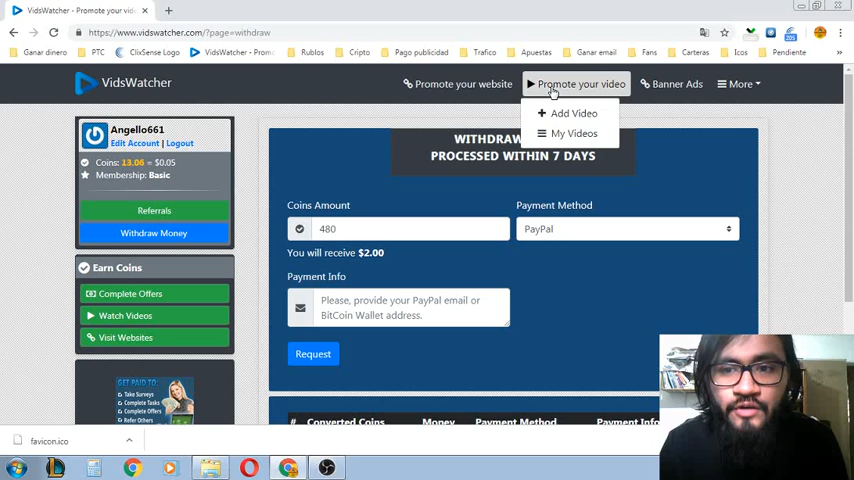 VidsWatcher - Promote your vide
https://www.vidswatcher.com/?page=withdraw
Ganar dinero
PTC
ClixSense Logo
VidsWatcher - Promo
Rublos
Cripto
Pago publicidad
Trafico
Apuestas
Ganar email
Fans
Carteras
Icos
Pendiente
VidsWatcher
Promote your website
Promote your video
Banner Ads
More
Add Video
My Videos
Angello661
Edit Account | Logout
Coins: 13.06 = $0.05
Membership: Basic
Referrals
Withdraw Money
Earn Coins
Complete Offers
Watch Videos
Visit Websites
GET PAID TO:
Take Surveys
Complete Tasks
Complete Offers
Refer Others
WITHDRAW
PROCESSED WITHIN 7 DAYS
Coins Amount
Payment Method
480
PayPal
You will receive $2.00
Payment Info
Please, provide your PayPal email or
BitCoin Wallet address.
Request
# Converted Coins Money Payment Method Payment Info
favicon.ico